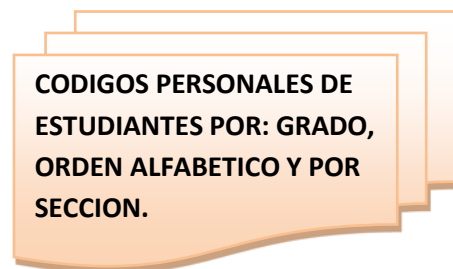 CODIGOS PERSONALES DE
ESTUDIANTES POR: GRADO,
ORDEN ALFABETICO Y POR
SECCION.